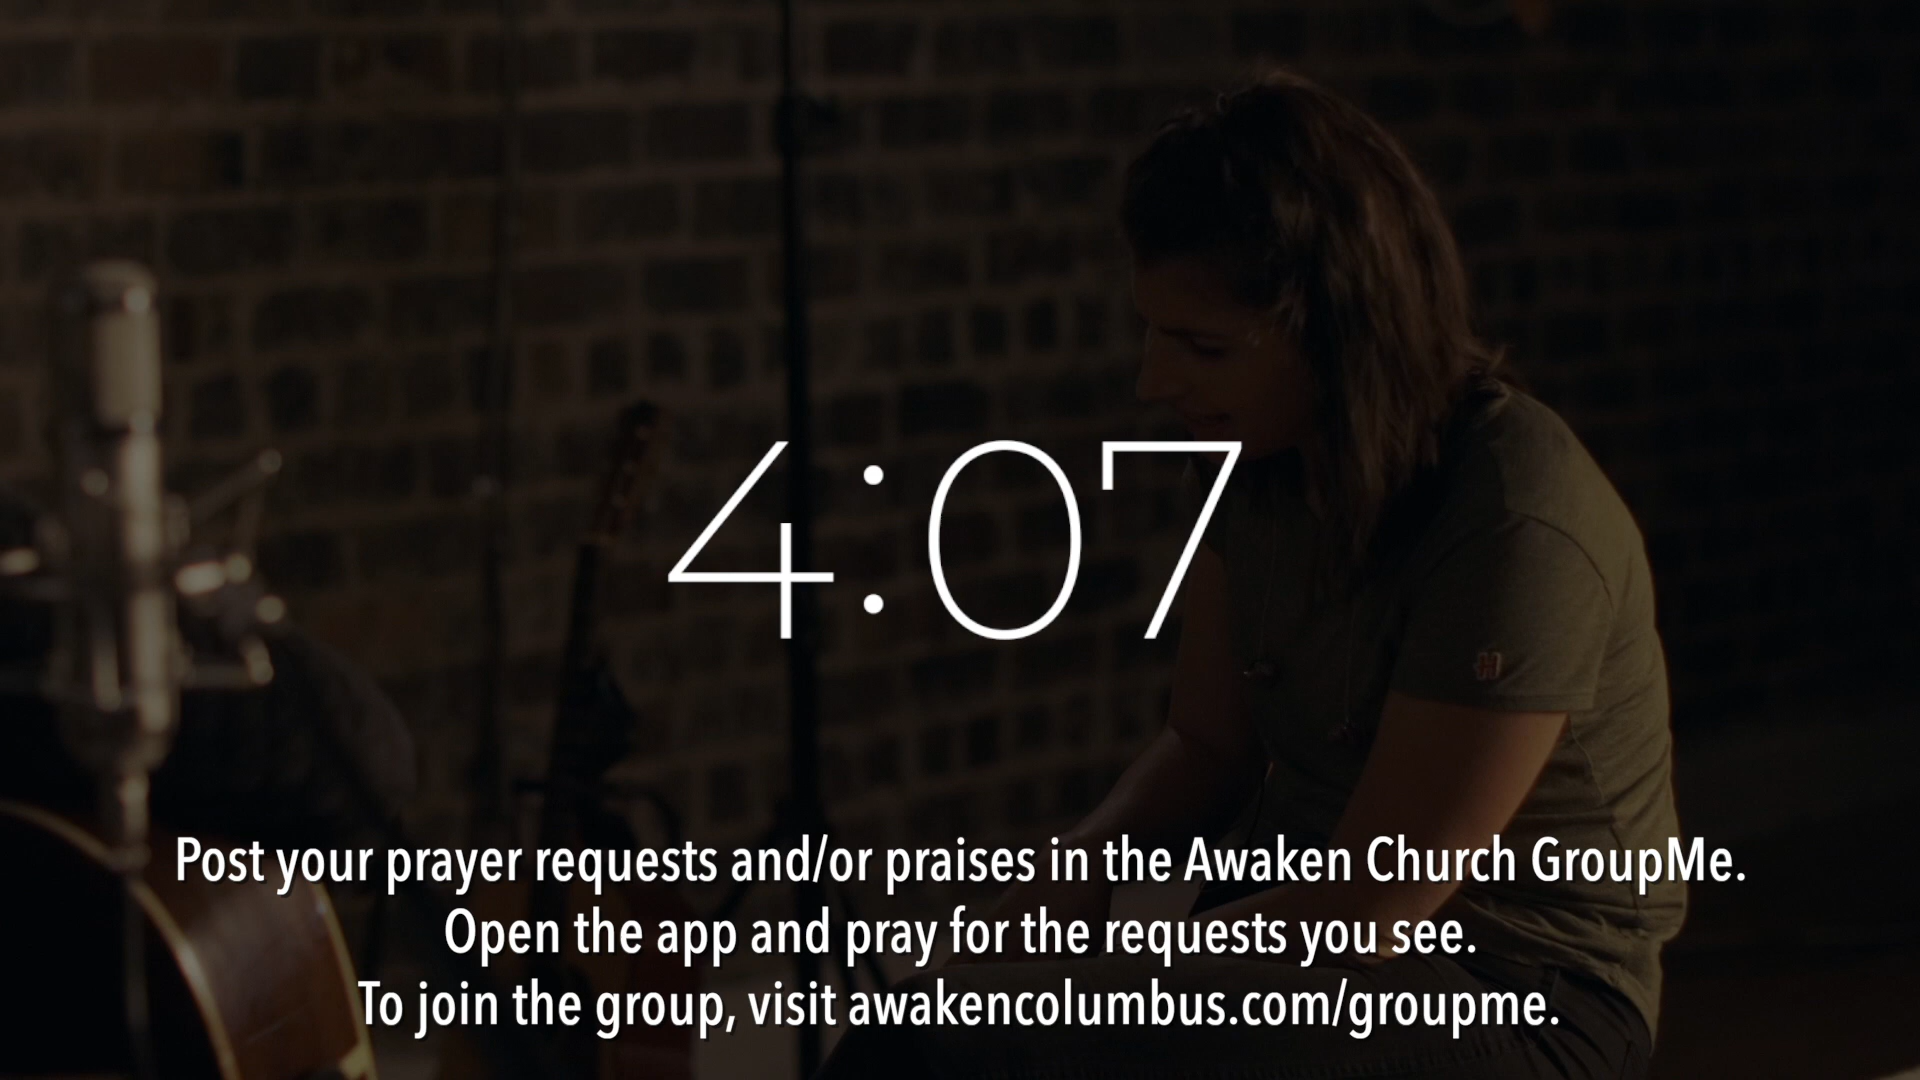 4:07
Post your prayer requests and/or praises in the Awaken Church GroupMe.
Open the app and pray for the requests you see.
To join the group, visit awakencolumbus.com/groupme.